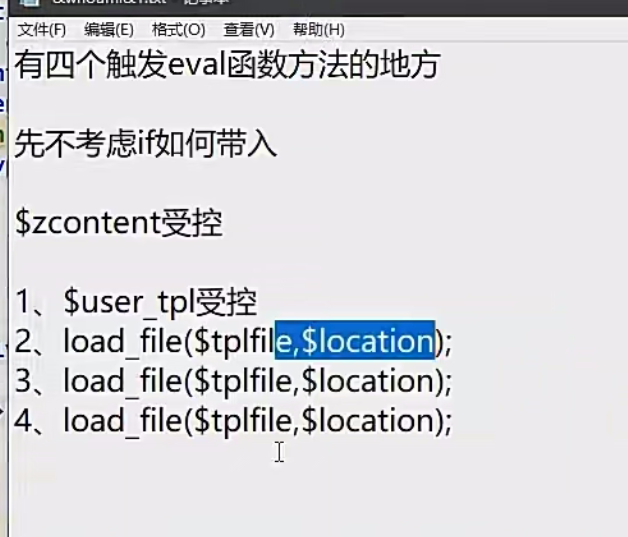 文件(F) 编辑(E) 格式(O) 查看(V) 帮助(H)
有四个触发eval函数方法的地方
先不考虑if如何带入
$zcontent受控
1、$user_tpl受控
2、load_file($tplfile,$location);
3、load_file($tplfile,$location);
4、load_file($tplfile,$location);